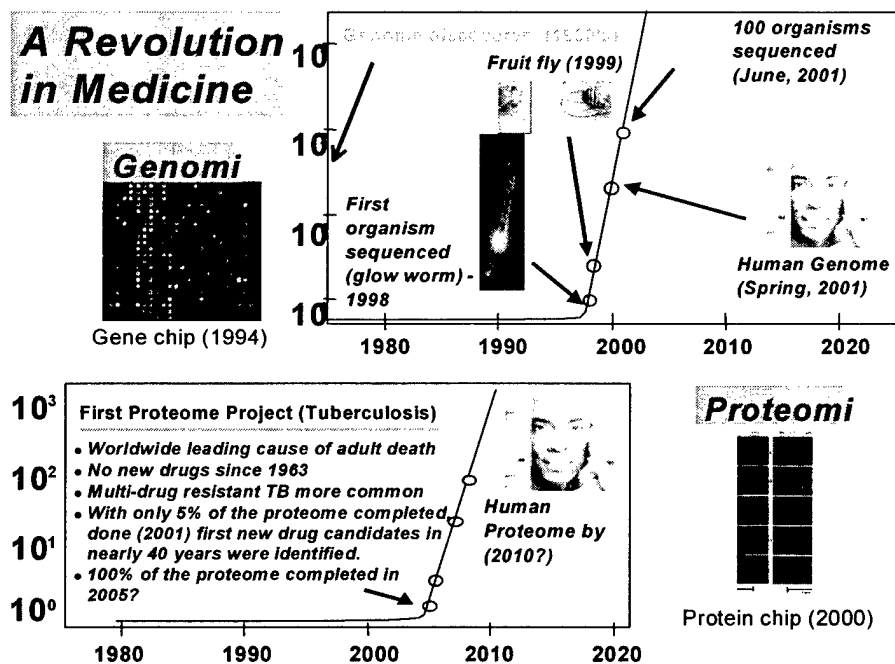 A Revolution
in Medicine
Genomi
Gene chip (1994)
10
10
10
10
Fruit fly (1999)
100 organisms
sequenced
(June, 2001)
First
organism
sequenced
(glow worm) -
1998
Human Genome
(Spring, 2001)
1980
1990
2000
2010
2020
10³
10²
10¹
10⁰
First Proteome Project (Tuberculosis)
• Worldwide leading cause of adult death
• No new drugs since 1963
• Multi-drug resistant TB more common
• With only 5% of the proteome completed
done (2001) first new drug candidates in
nearly 40 years were identified.
• 100% of the proteome completed in
2005?
Human
Proteome by
(2010?)
1980
1990
2000
2010
2020
Proteomi
Protein chip (2000)